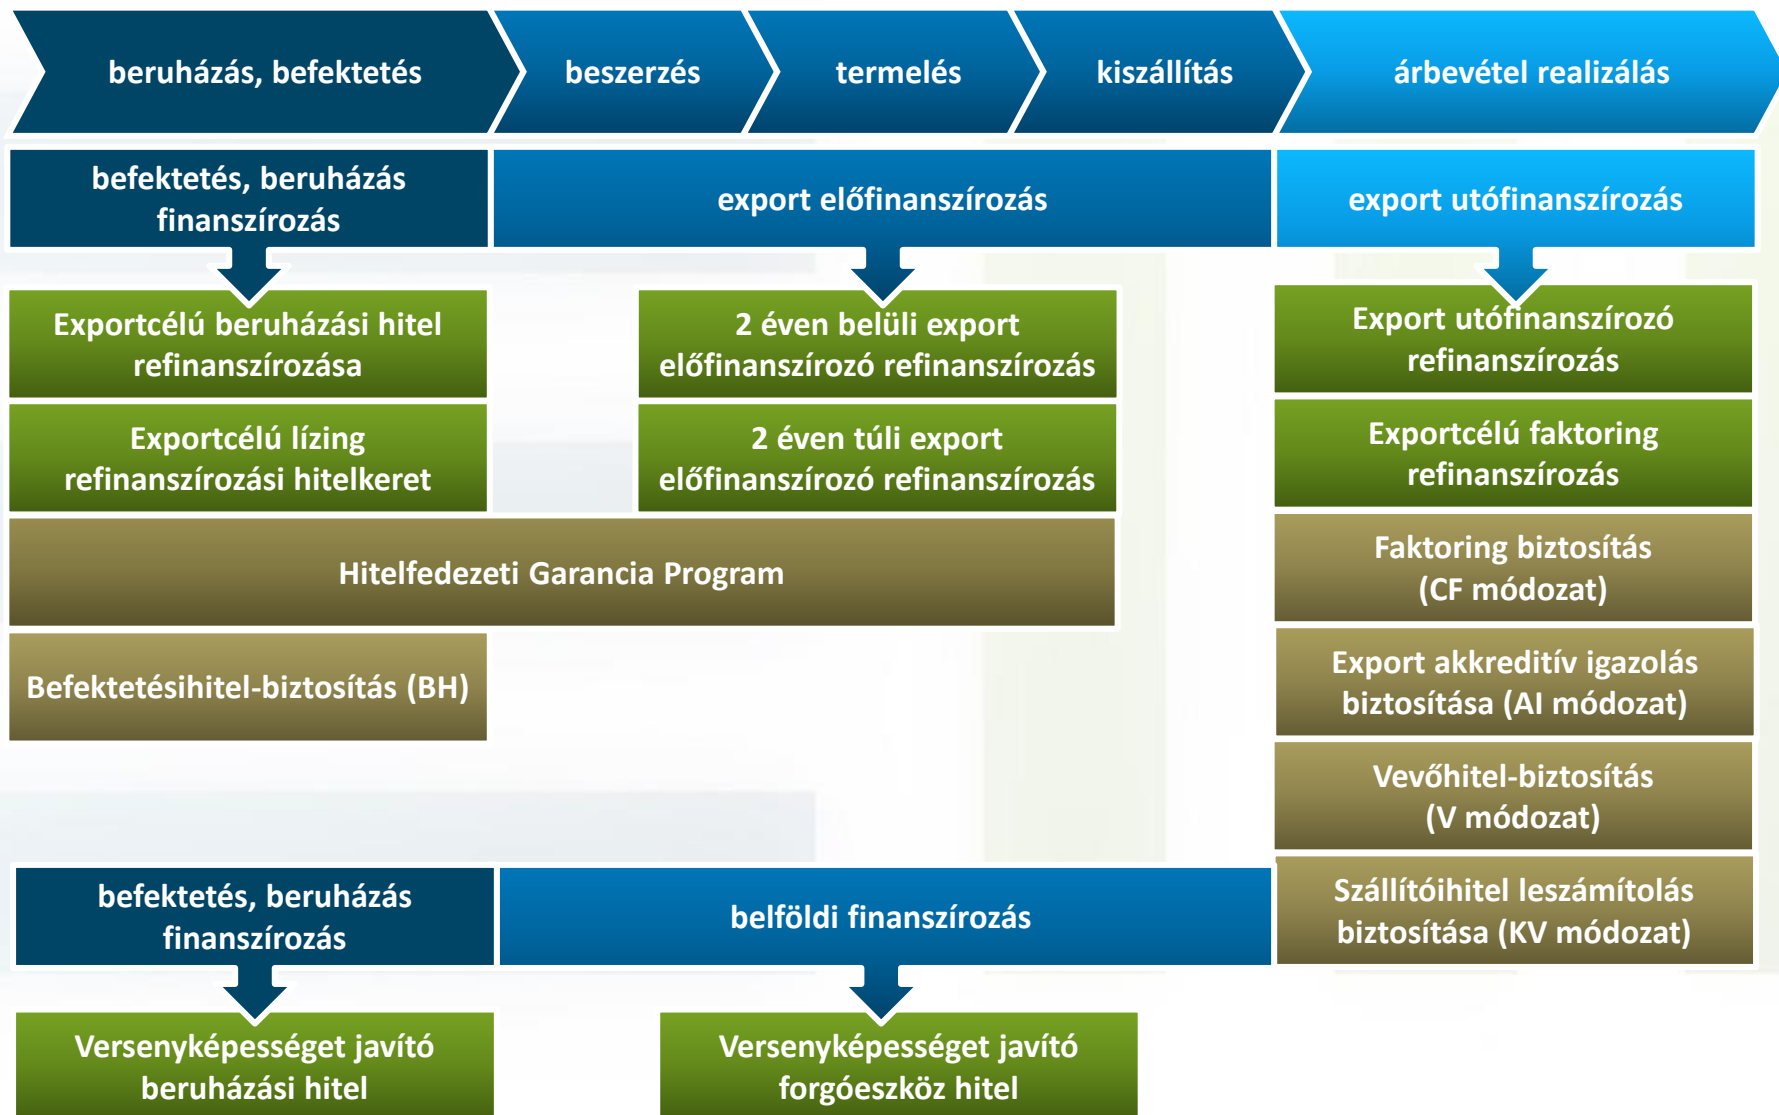 beruházás, befektetés
beszerzés
termelés
kiszállítás
árbevétel realizálás
befektetés, beruházás
finanszírozás
export előfinanszírozás
export utófinanszírozás
Exportcélú beruházási hitel
refinanszírozása
2 éven belüli export
előfinanszírozó refinanszírozás
Export utófinanszírozó
refinanszírozás
Exportcélú lízing
refinanszírozási hitelkeret
2 éven túli export
előfinanszírozó refinanszírozás
Exportcélú faktoring
refinanszírozás
Hitelfedezeti Garancia Program
Faktoring biztosítás
(CF módozat)
Befektetésihitel-biztosítás (BH)
Export akkreditív igazolás
biztosítása (AI módozat)
Vevőhitel-biztosítás
(V módozat)
Szállítóihitel leszámítolás
biztosítása (KV módozat)
befektetés, beruházás
finanszírozás
belföldi finanszírozás
Versenyképességet javító
beruházási hitel
Versenyképességet javító
forgóeszköz hitel